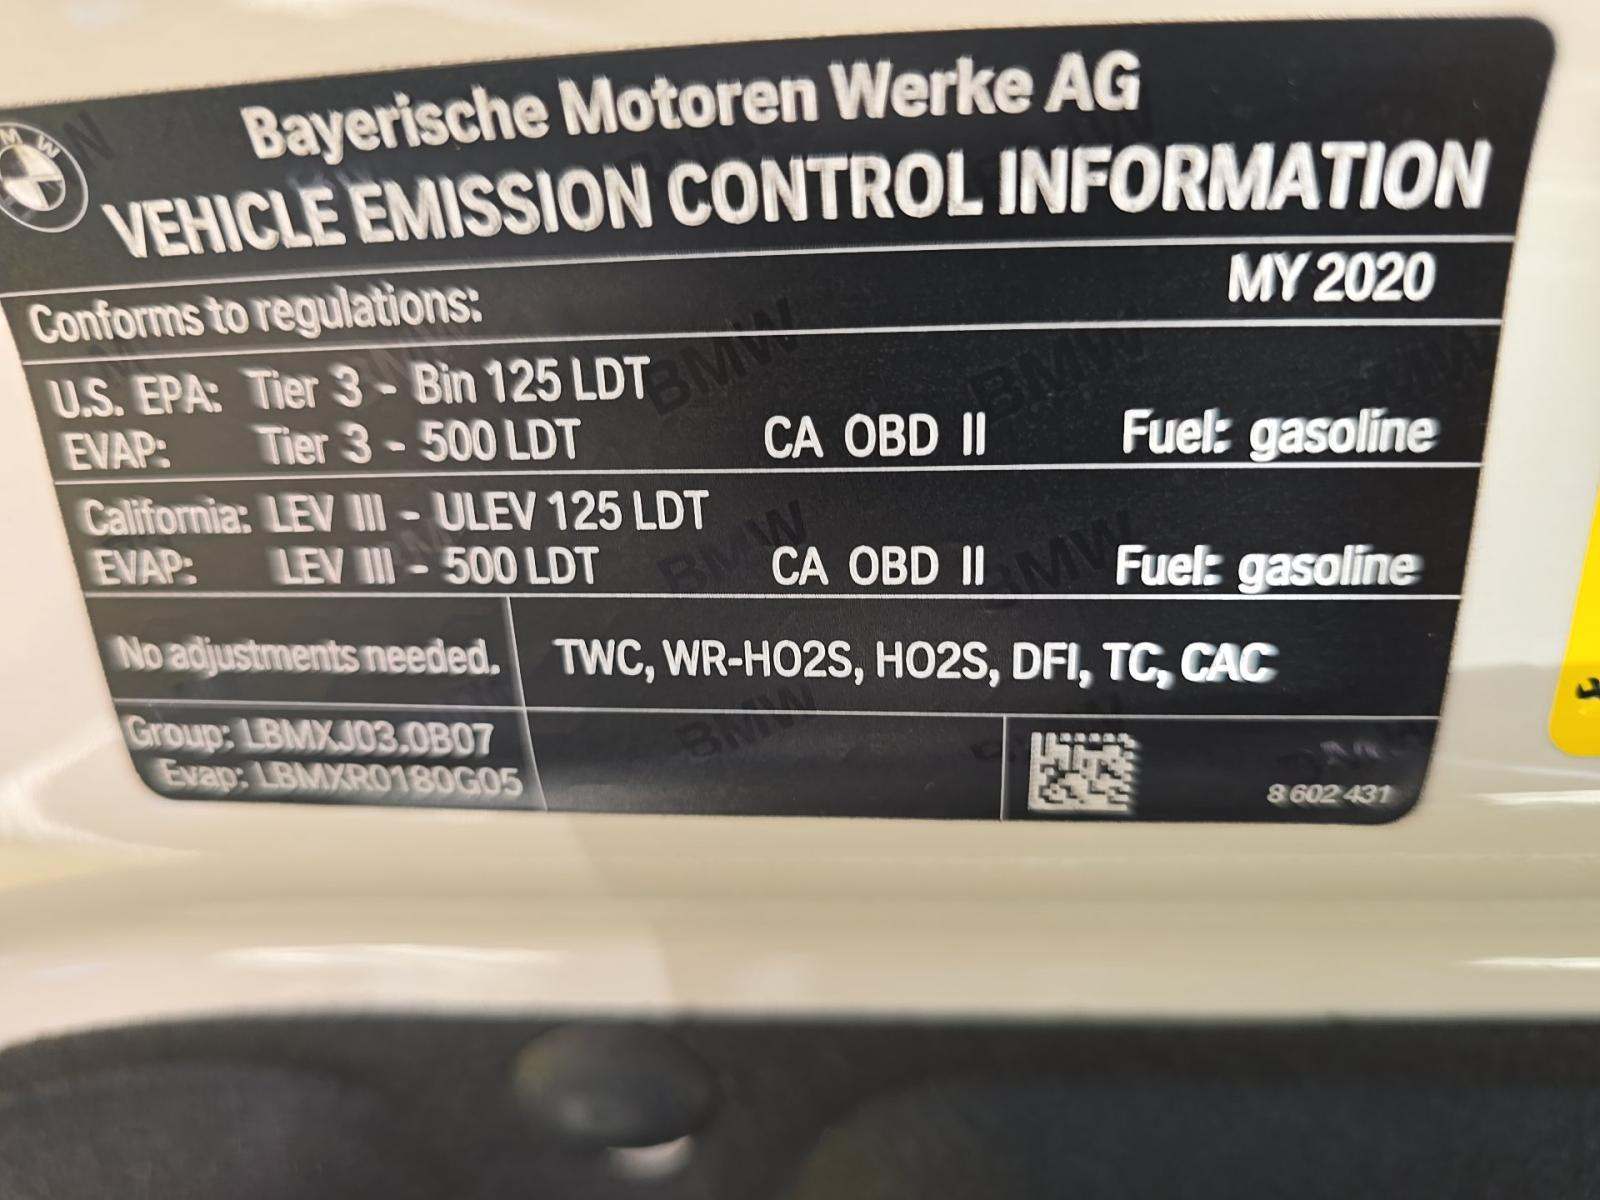 Bayerische Motoren Werke AG
VEHICLE EMISSION CONTROL INFORMATION
MY 2020
Conforms to regulations:
U.S. EPA: Tier 3 - Bin 125 LDT
EVAP: Tier 3 - 500 LDT CA OBD II Fuel: gasoline
California: LEV III - ULEV 125 LDT
EVAP: LEV III - 500 LDT CA OBD II Fuel: gasoline
No adjustments needed. TWC, WR-HO2S, HO2S, DFI, TC, CAC
Group: LBMXJ03.0B07
Evap: LBMXR0180G05
8 602 431